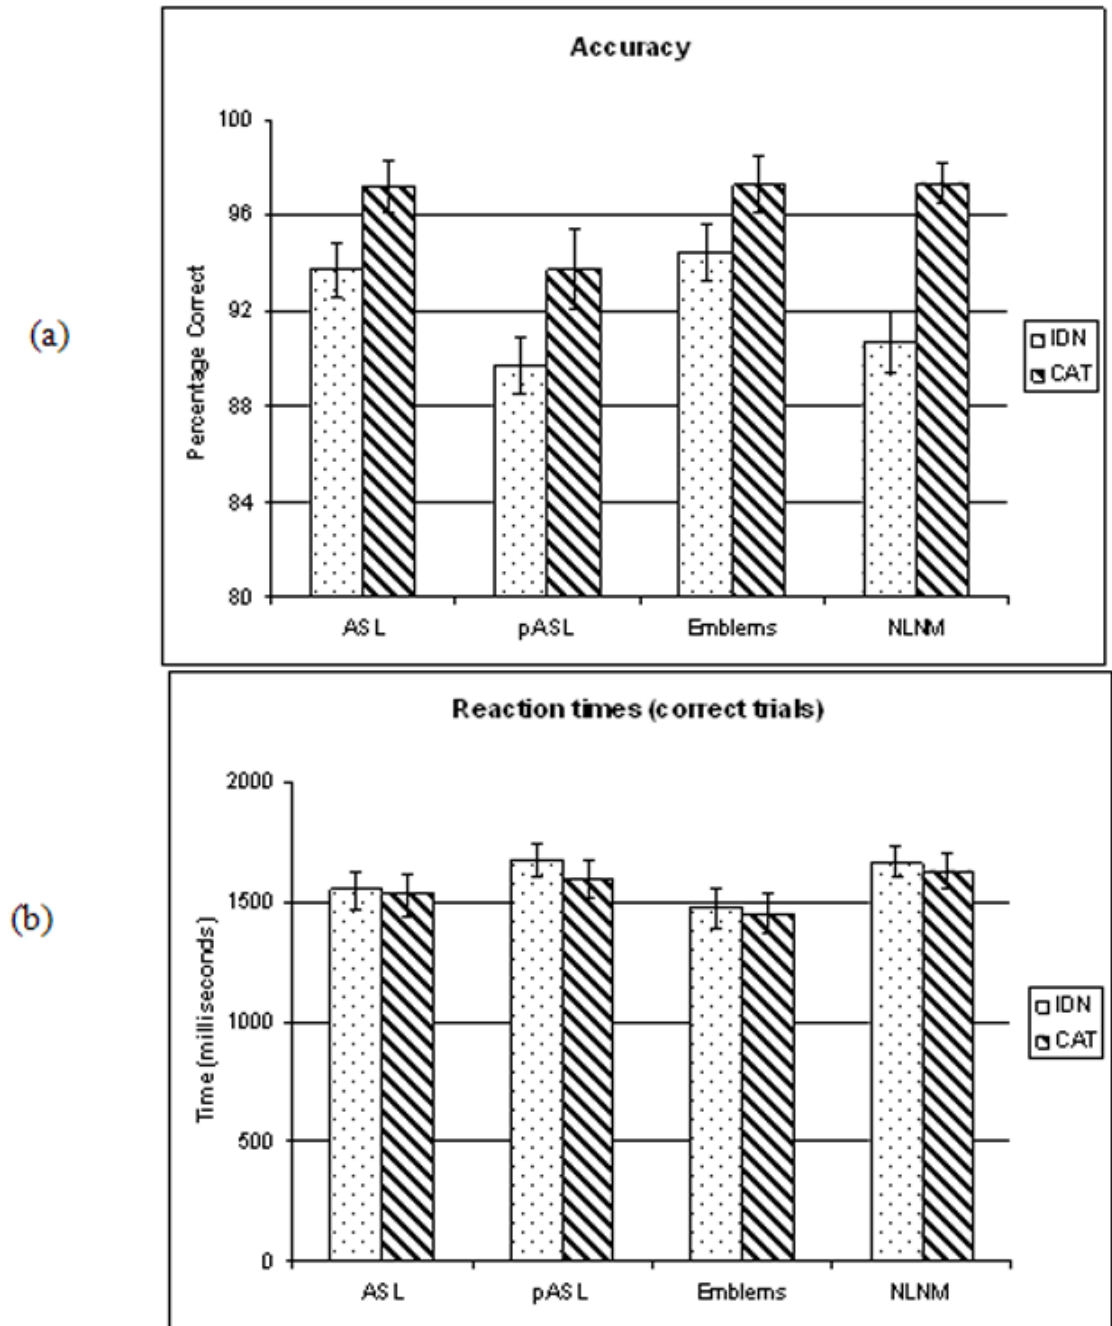 (a)
Accuracy
Percentage Correct
100
96
92
88
84
80
ASL pASL Emblems NLNM
IDN
CAT
(b)
Reaction times (correct trials)
Time (milliseconds)
2000
1500
1000
500
0
ASL pASL Emblems NLNM
IDN
CAT